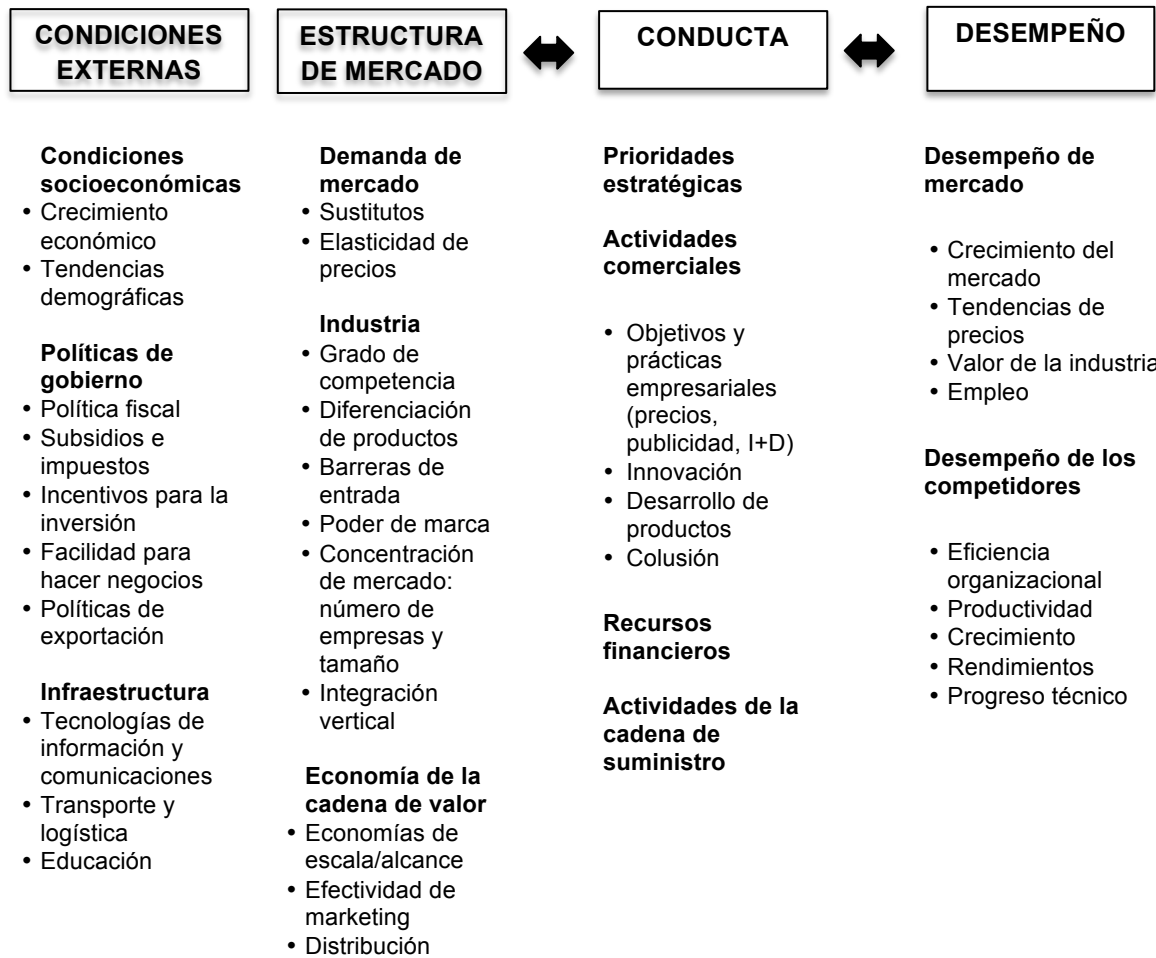 CONDICIONES
EXTERNAS
ESTRUCTURA
DE MERCADO
CONDUCTA
DESEMPEÑO
Condiciones
socioeconómicas
• Crecimiento
económico
• Tendencias
demográficas
Políticas de
gobierno
• Política fiscal
• Subsidios e
impuestos
• Incentivos para la
inversión
• Facilidad para
hacer negocios
• Políticas de
exportación
Infraestructura
• Tecnologías de
información y
comunicaciones
• Transporte y
logística
• Educación
Demanda de
mercado
• Sustitutos
• Elasticidad de
precios
Industria
• Grado de
competencia
• Diferenciación
de productos
• Barreras de
entrada
• Poder de marca
• Concentración
de mercado:
número de
empresas y
tamaño
• Integración
vertical
Economía de la
cadena de valor
• Economías de
escala/alcance
• Efectividad de
marketing
• Distribución
Prioridades
estratégicas
Actividades
comerciales
• Objetivos y
prácticas
empresariales
(precios,
publicidad, I+D)
• Innovación
• Desarrollo de
productos
• Colusión
Recursos
financieros
Actividades de la
cadena de
suministro
Desempeño de
mercado
• Crecimiento del
mercado
• Tendencias de
precios
• Valor de la industria
• Empleo
Desempeño de los
competidores
• Eficiencia
organizacional
• Productividad
• Crecimiento
• Rendimientos
• Progreso técnico